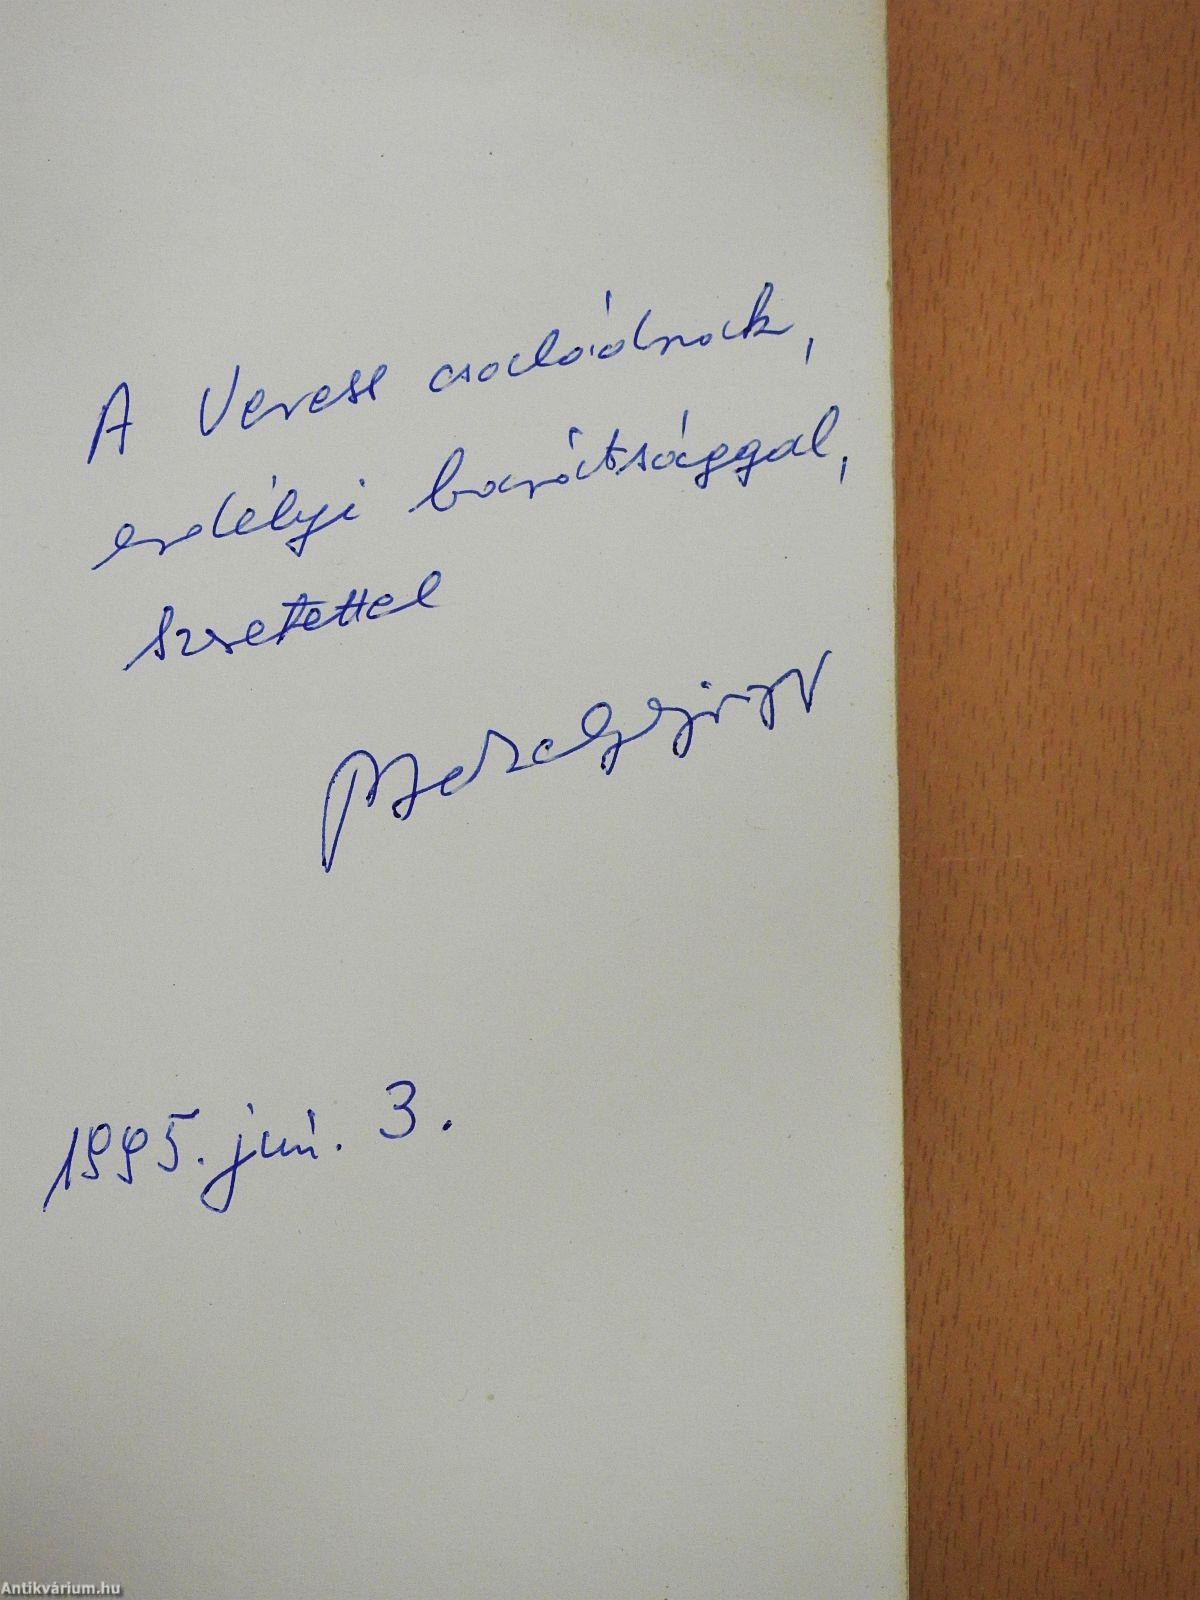 A Veress családnak,
erdélyi barátsággal,
szeretettel
1995. jún. 3.
Antikvárium.hu